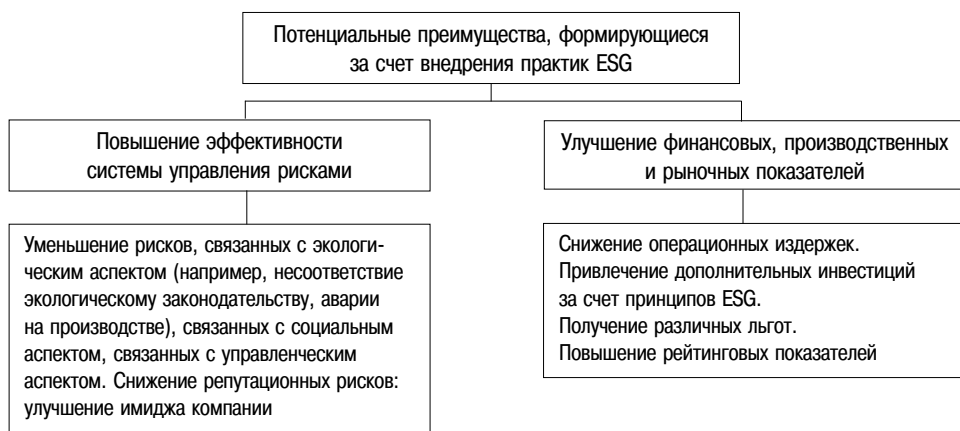 Потенциальные преимущества, формирующиеся
за счет внедрения практик ESG
Повышение эффективности
системы управления рисками
Улучшение финансовых, производственных
и рыночных показателей
Уменьшение рисков, связанных с экологи-
ческим аспектом (например, несоответствие
экологическому законодательству, аварии
на производстве), связанных с социальным
аспектом, связанных с управленческим
аспектом. Снижение репутационных рисков:
улучшение имиджа компании
Снижение операционных издержек.
Привлечение дополнительных инвестиций
за счет принципов ESG.
Получение различных льгот.
Повышение рейтинговых показателей